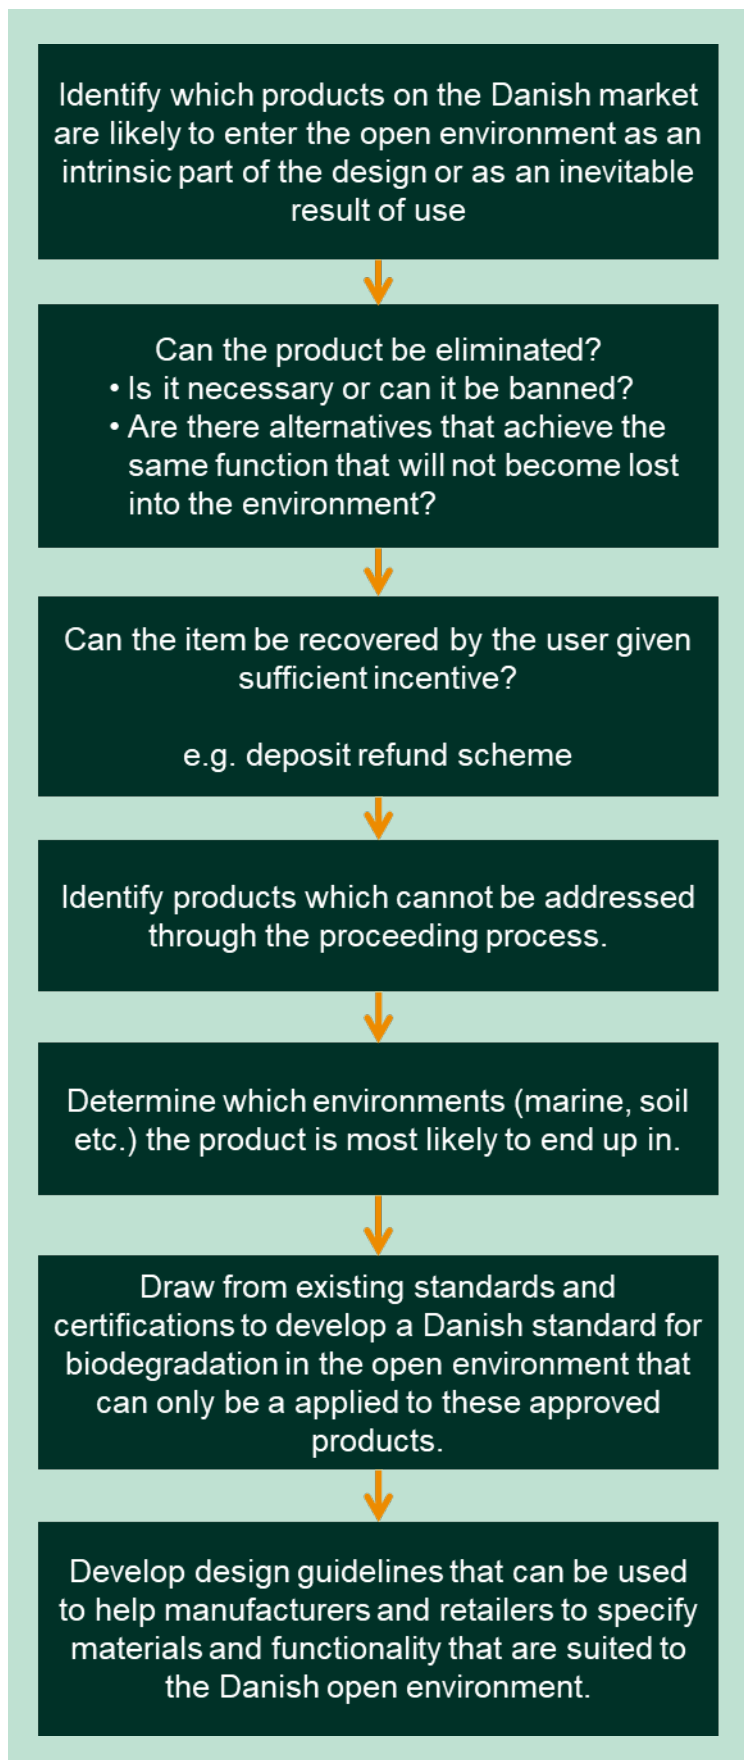 Identify which products on the Danish market
are likely to enter the open environment as an
intrinsic part of the design or as an inevitable
result of use
Can the product be eliminated?
• Is it necessary or can it be banned?
• Are there alternatives that achieve the
same function that will not become lost
into the environment?
Can the item be recovered by the user given
sufficient incentive?
e.g. deposit refund scheme
Identify products which cannot be addressed
through the proceeding process.
Determine which environments (marine, soil
etc.) the product is most likely to end up in.
Draw from existing standards and
certifications to develop a Danish standard for
biodegradation in the open environment that
can only be a applied to these approved
products.
Develop design guidelines that can be used
to help manufacturers and retailers to specify
materials and functionality that are suited to
the Danish open environment.